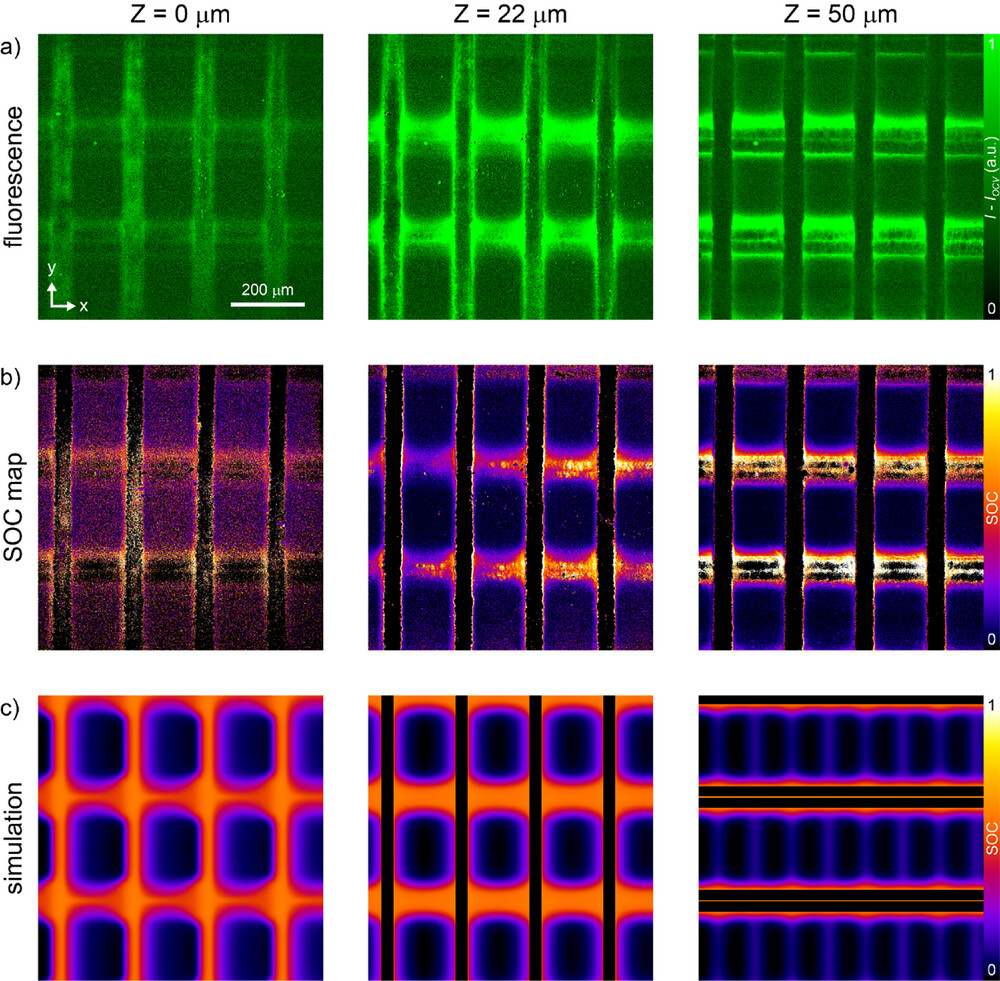 Z = 0 μm
Z = 22 μm
Z = 50 μm
a)
fluorescence
y
x
200 μm
1
I - I_OCV (a.u.)
0
b)
SOC map
1
SOC
0
c)
simulation
1
SOC
0